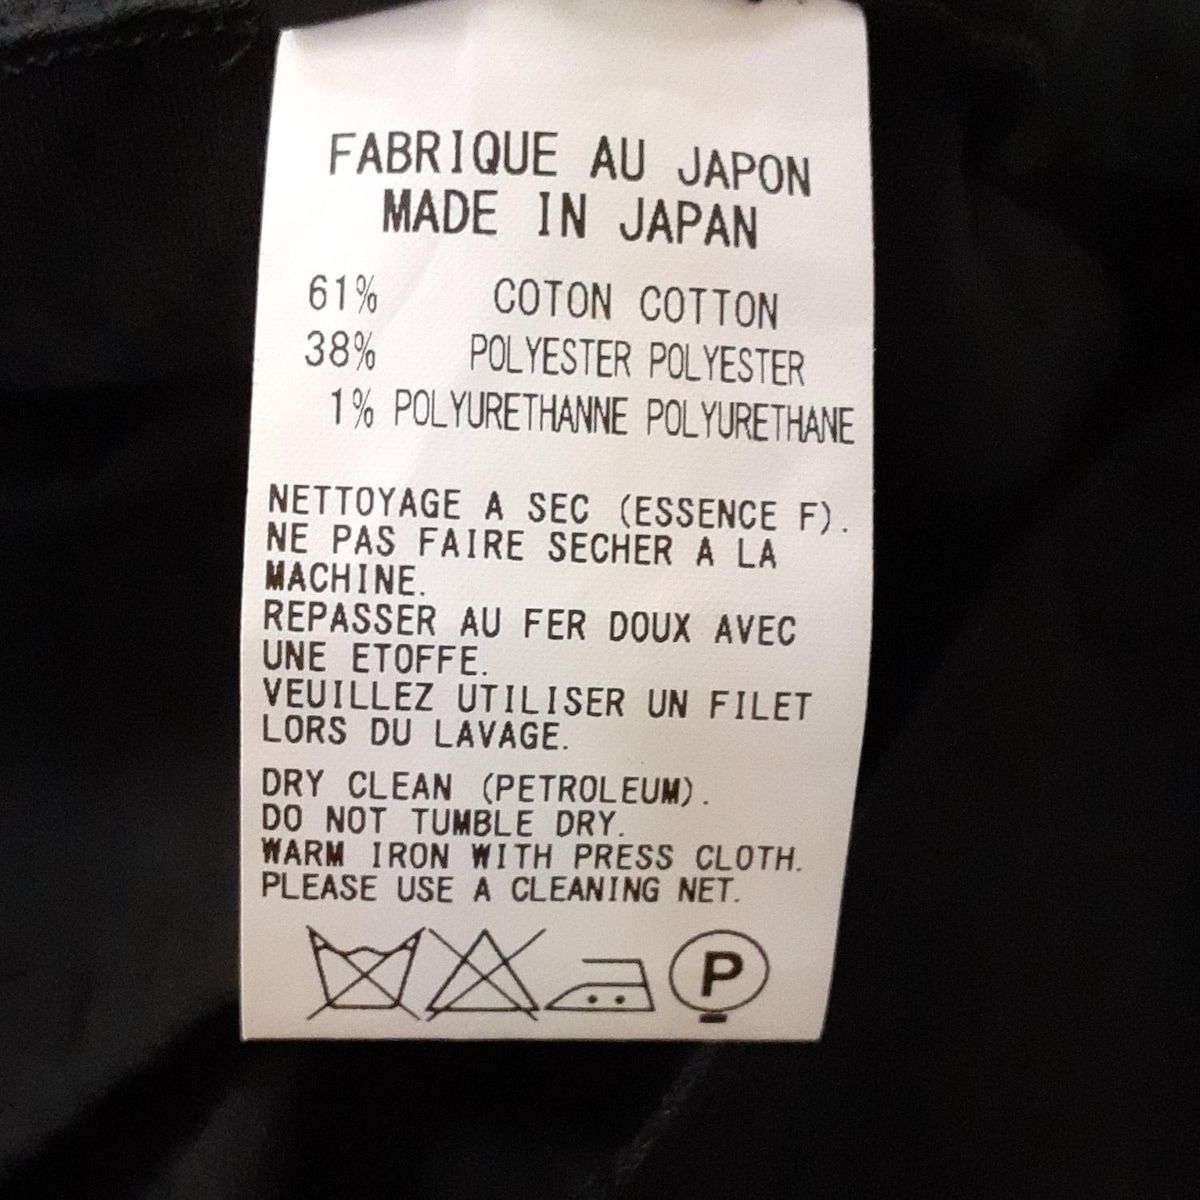 FABRIQUE AU JAPON
MADE IN JAPAN
61% COTON COTTON
38% POLYESTER POLYESTER
1% POLYURETHANNE POLYURETHANE
NETTOYAGE A SEC (ESSENCE F).
NE PAS FAIRE SECHER A LA
MACHINE.
REPASSER AU FER DOUX AVEC
UNE ETOFFE.
VEUILLEZ UTILISER UN FILET
LORS DU LAVAGE.
DRY CLEAN (PETROLEUM).
DO NOT TUMBLE DRY.
WARM IRON WITH PRESS CLOTH.
PLEASE USE A CLEANING NET.
P